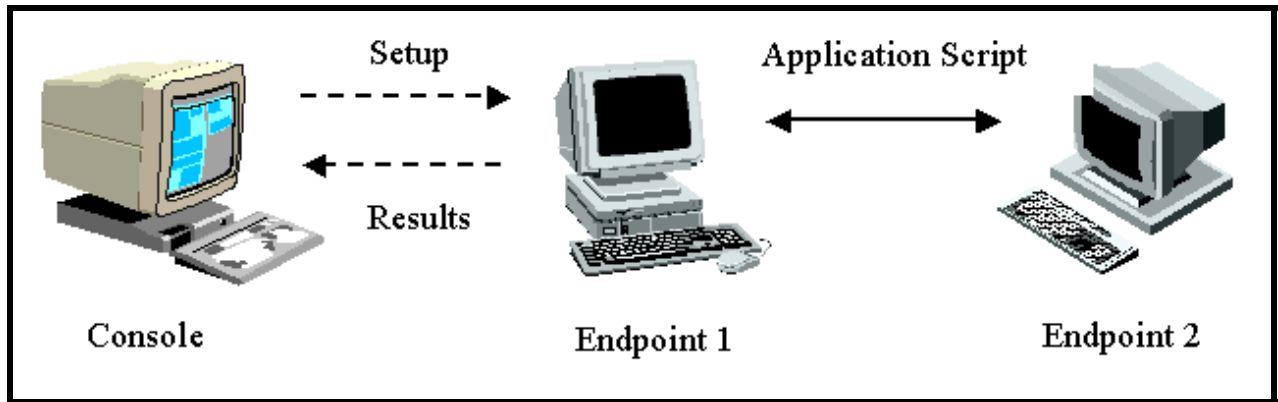 Setup
Application Script
Results
Console
Endpoint 1
Endpoint 2